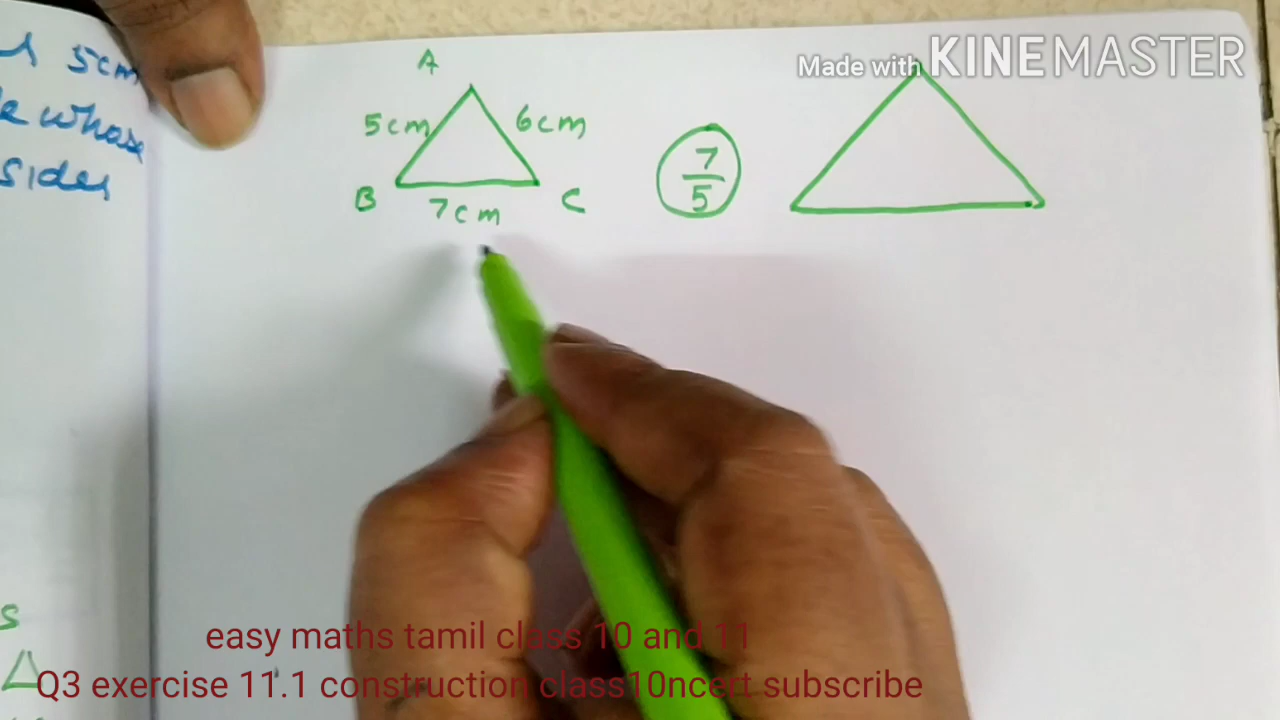 5cm
whose
sides
A
5cm
6cm
B
7cm
C
7
5
Made with KINEMASTER
s
easy maths tamil class 10 and 11
Q3 exercise 11.1 construction class10ncert subscribe